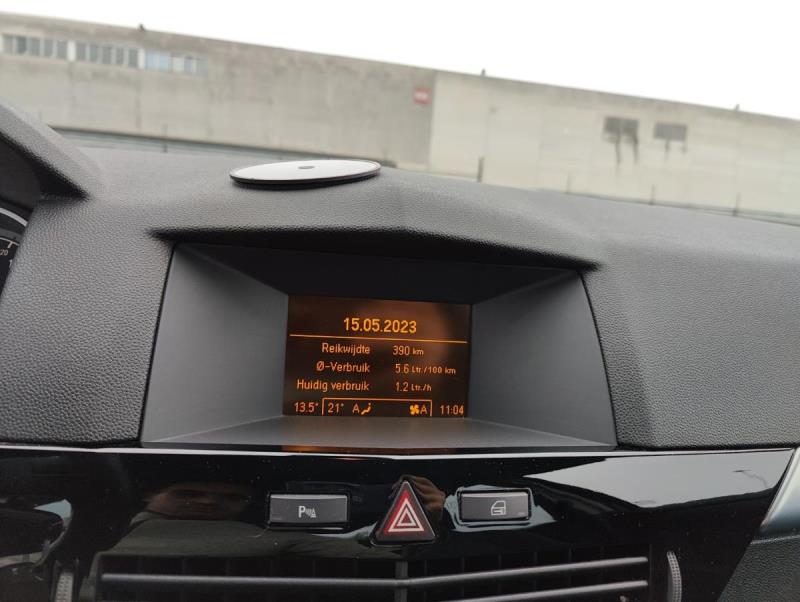 15.05.2023
Reikwijdte 390 km
Ø-Verbruik 5.6 Ltr./100 km
Huidig verbruik 1.2 Ltr./h
13.5° 21° A A 11:04
P
20